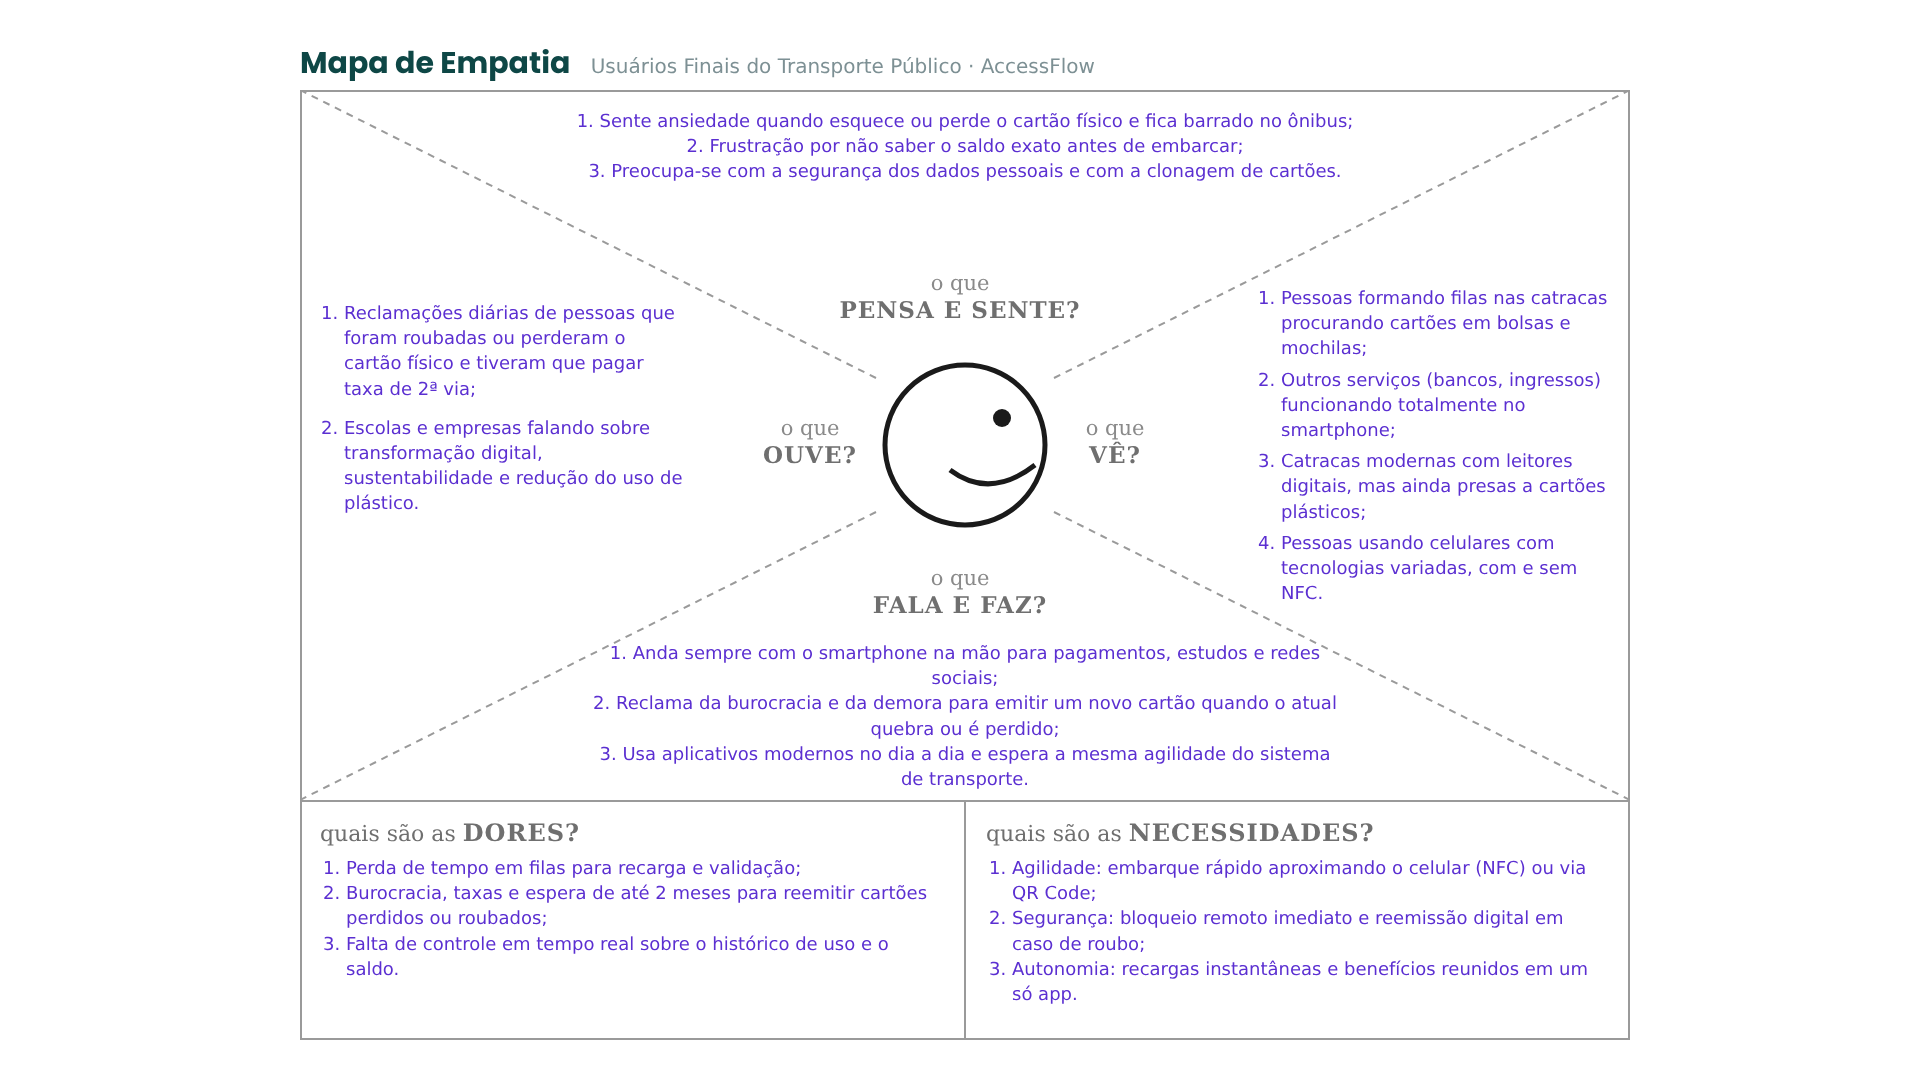 Mapa de Empatia Usuários Finais do Transporte Público · AccessFlow
1. Sente ansiedade quando esquece ou perde o cartão físico e fica barrado no ônibus;
2. Frustração por não saber o saldo exato antes de embarcar;
3. Preocupa-se com a segurança dos dados pessoais e com a clonagem de cartões.
o que
PENSA E SENTE?
1. Reclamações diárias de pessoas que
foram roubadas ou perderam o
cartão físico e tiveram que pagar
taxa de 2ª via;
2. Escolas e empresas falando sobre
transformação digital,
sustentabilidade e redução do uso de
plástico.
o que
OUVE?
o que
VÊ?
1. Pessoas formando filas nas catracas
procurando cartões em bolsas e
mochilas;
2. Outros serviços (bancos, ingressos)
funcionando totalmente no
smartphone;
3. Catracas modernas com leitores
digitais, mas ainda presas a cartões
plásticos;
4. Pessoas usando celulares com
tecnologias variadas, com e sem
NFC.
o que
FALA E FAZ?
1. Anda sempre com o smartphone na mão para pagamentos, estudos e redes
sociais;
2. Reclama da burocracia e da demora para emitir um novo cartão quando o atual
quebra ou é perdido;
3. Usa aplicativos modernos no dia a dia e espera a mesma agilidade do sistema
de transporte.
quais são as DORES?
1. Perda de tempo em filas para recarga e validação;
2. Burocracia, taxas e espera de até 2 meses para reemitir cartões
perdidos ou roubados;
3. Falta de controle em tempo real sobre o histórico de uso e o
saldo.
quais são as NECESSIDADES?
1. Agilidade: embarque rápido aproximando o celular (NFC) ou via
QR Code;
2. Segurança: bloqueio remoto imediato e reemissão digital em
caso de roubo;
3. Autonomia: recargas instantâneas e benefícios reunidos em um
só app.